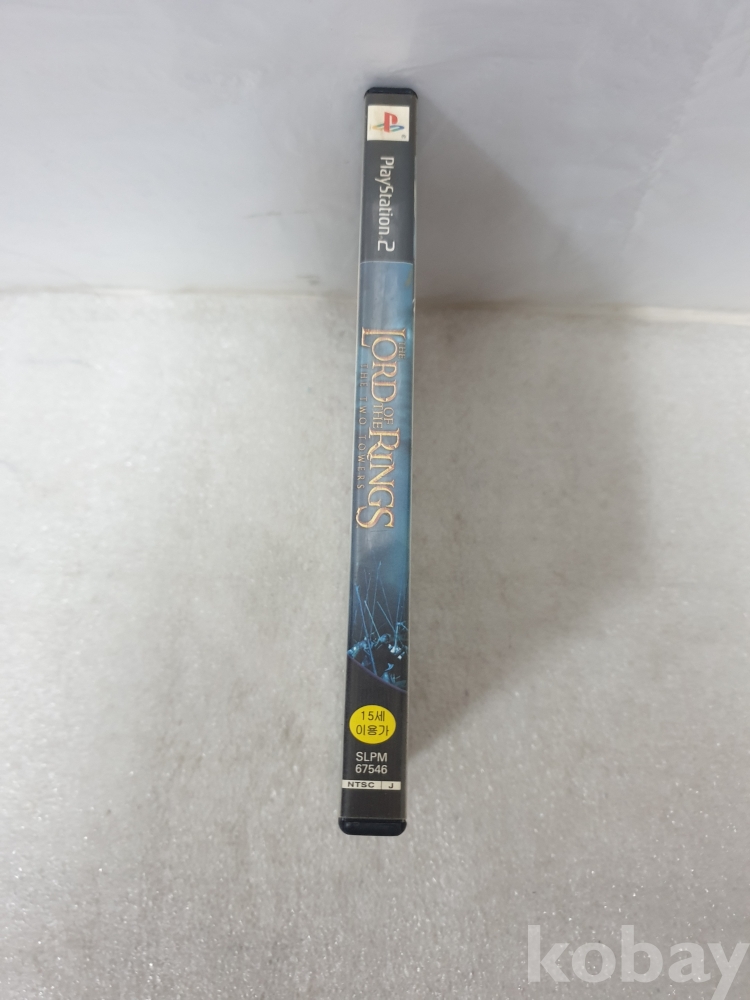 PlayStation 2
THE
LORD
OF THE
RINGS
THE TWO TOWERS
15세
이용가
SLPM
67546
NTSC J
kobay